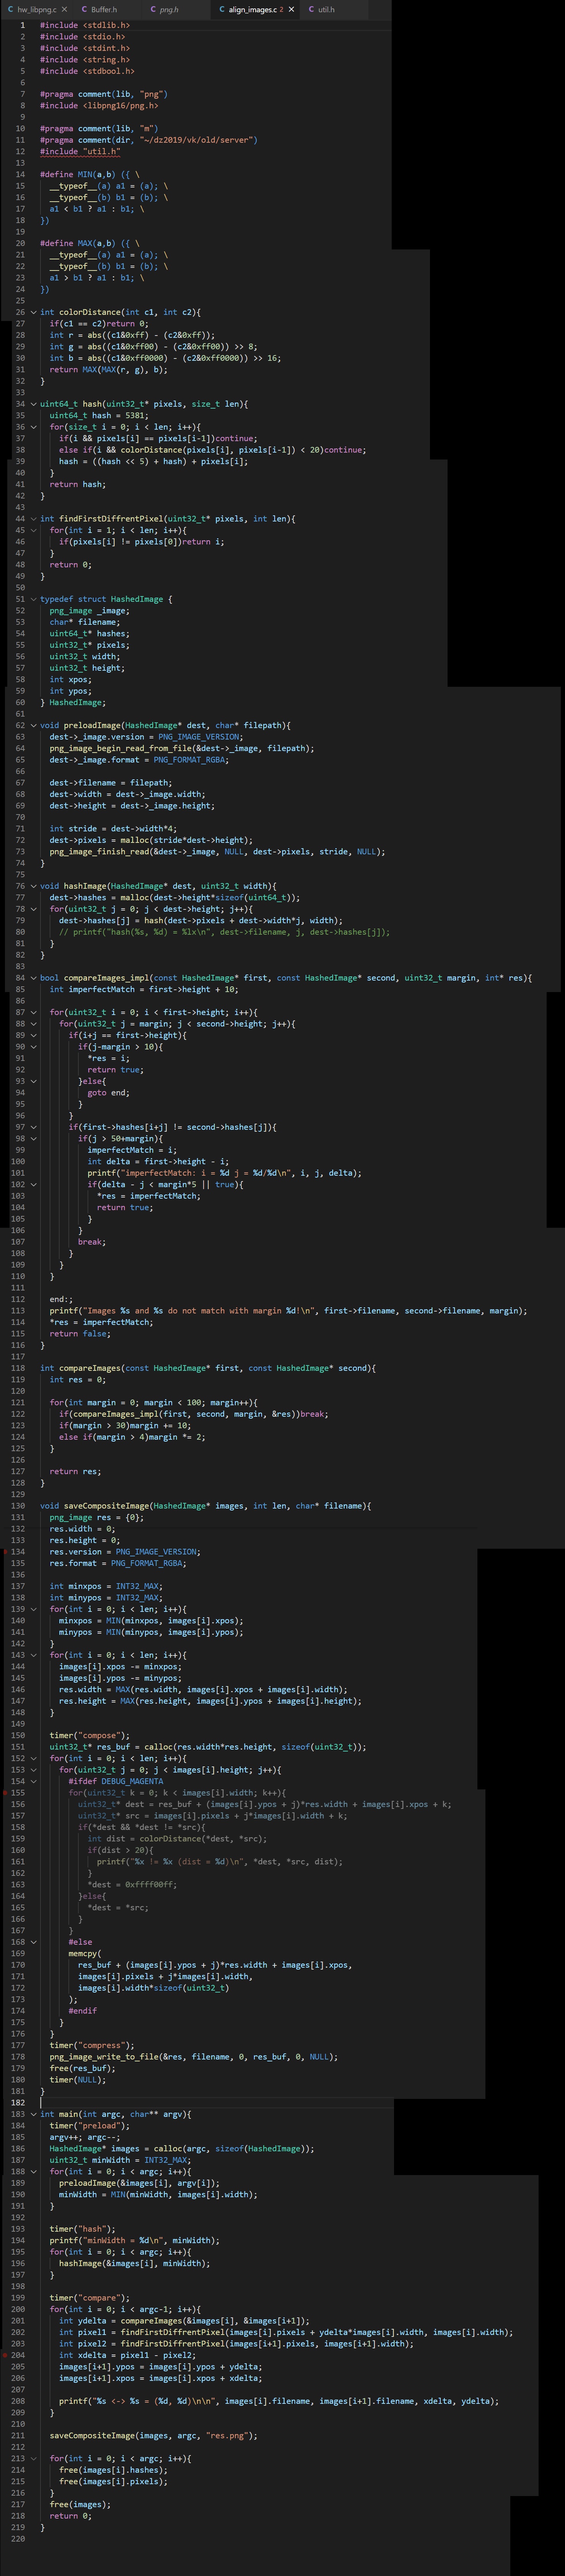 hw_libpng.c ✕ Buffer.h png.h align_images.c 2 ✕ util.h
1 #include <stdlib.h>
2 #include <stdio.h>
3 #include <stdint.h>
4 #include <string.h>
5 #include <stdbool.h>
6
7 #pragma comment(lib, "png")
8 #include <libpng16/png.h>
9
10 #pragma comment(lib, "m")
11 #pragma comment(dir, "~/dz2019/vk/old/server")
12 #include "util.h"
13
14 #define MIN(a,b) ({ \
15   __typeof__(a) a1 = (a); \
16   __typeof__(b) b1 = (b); \
17   a1 < b1 ? a1 : b1; \
18 })
19
20 #define MAX(a,b) ({ \
21   __typeof__(a) a1 = (a); \
22   __typeof__(b) b1 = (b); \
23   a1 > b1 ? a1 : b1; \
24 })
25
26 int colorDistance(int c1, int c2){
27   if(c1 == c2)return 0;
28   int r = abs((c1&0xff) - (c2&0xff));
29   int g = abs((c1&0xff00) - (c2&0xff00)) >> 8;
30   int b = abs((c1&0xff0000) - (c2&0xff0000)) >> 16;
31   return MAX(MAX(r, g), b);
32 }
33
34 uint64_t hash(uint32_t* pixels, size_t len){
35   uint64_t hash = 5381;
36   for(size_t i = 0; i < len; i++){
37     if(i && pixels[i] == pixels[i-1])continue;
38     else if(i && colorDistance(pixels[i], pixels[i-1]) < 20)continue;
39     hash = ((hash << 5) + hash) + pixels[i];
40   }
41   return hash;
42 }
43
44 int findFirstDiffrentPixel(uint32_t* pixels, int len){
45   for(int i = 1; i < len; i++){
46     if(pixels[i] != pixels[0])return i;
47   }
48   return 0;
49 }
50
51 typedef struct HashedImage {
52   png_image _image;
53   char* filename;
54   uint64_t* hashes;
55   uint32_t* pixels;
56   uint32_t width;
57   uint32_t height;
58   int xpos;
59   int ypos;
60 } HashedImage;
61
62 void preloadImage(HashedImage* dest, char* filepath){
63   dest->_image.version = PNG_IMAGE_VERSION;
64   png_image_begin_read_from_file(&dest->_image, filepath);
65   dest->_image.format = PNG_FORMAT_RGBA;
66
67   dest->filename = filepath;
68   dest->width = dest->_image.width;
69   dest->height = dest->_image.height;
70
71   int stride = dest->width*4;
72   dest->pixels = malloc(stride*dest->height);
73   png_image_finish_read(&dest->_image, NULL, dest->pixels, stride, NULL);
74 }
75
76 void hashImage(HashedImage* dest, uint32_t width){
77   dest->hashes = malloc(dest->height*sizeof(uint64_t));
78   for(uint32_t j = 0; j < dest->height; j++){
79     dest->hashes[j] = hash(dest->pixels + dest->width*j, width);
80     // printf("hash(%s, %d) = %lx\n", dest->filename, j, dest->hashes[j]);
81   }
82 }
83
84 bool compareImages_impl(const HashedImage* first, const HashedImage* second, uint32_t margin, int* res){
85   int imperfectMatch = first->height + 10;
86
87   for(uint32_t i = 0; i < first->height; i++){
88     for(uint32_t j = margin; j < second->height; j++){
89       if(i+j == first->height){
90         if(j-margin > 10){
91           *res = i;
92           return true;
93         }else{
94           goto end;
95         }
96       }
97       if(first->hashes[i+j] != second->hashes[j]){
98         if(j > 50+margin){
99           imperfectMatch = i;
100           int delta = first->height - i;
101           printf("imperfectMatch: i = %d j = %d/%d\n", i, j, delta);
102           if(delta - j < margin*5 || true){
103             *res = imperfectMatch;
104             return true;
105           }
106         }
107         break;
108       }
109     }
110   }
111
112   end:;
113   printf("Images %s and %s do not match with margin %d!\n", first->filename, second->filename, margin);
114   *res = imperfectMatch;
115   return false;
116 }
117
118 int compareImages(const HashedImage* first, const HashedImage* second){
119   int res = 0;
120
121   for(int margin = 0; margin < 100; margin++){
122     if(compareImages_impl(first, second, margin, &res))break;
123     if(margin > 30)margin += 10;
124     else if(margin > 4)margin *= 2;
125   }
126
127   return res;
128 }
129
130 void saveCompositeImage(HashedImage* images, int len, char* filename){
131   png_image res = {0};
132   res.width = 0;
133   res.height = 0;
134   res.version = PNG_IMAGE_VERSION;
135   res.format = PNG_FORMAT_RGBA;
136
137   int minxpos = INT32_MAX;
138   int minypos = INT32_MAX;
139   for(int i = 0; i < len; i++){
140     minxpos = MIN(minxpos, images[i].xpos);
141     minypos = MIN(minypos, images[i].ypos);
142   }
143   for(int i = 0; i < len; i++){
144     images[i].xpos -= minxpos;
145     images[i].ypos -= minypos;
146     res.width = MAX(res.width, images[i].xpos + images[i].width);
147     res.height = MAX(res.height, images[i].ypos + images[i].height);
148   }
149
150   timer("compose");
151   uint32_t* res_buf = calloc(res.width*res.height, sizeof(uint32_t));
152   for(int i = 0; i < len; i++){
153     for(uint32_t j = 0; j < images[i].height; j++){
154       #ifdef DEBUG_MAGENTA
155       for(uint32_t k = 0; k < images[i].width; k++){
156         uint32_t* dest = res_buf + (images[i].ypos + j)*res.width + images[i].xpos + k;
157         uint32_t* src = images[i].pixels + j*images[i].width + k;
158         if(*dest && *dest != *src){
159           int dist = colorDistance(*dest, *src);
160           if(dist > 20){
161             printf("%x != %x (dist = %d)\n", *dest, *src, dist);
162           }
163           *dest = 0xffff00ff;
164         }else{
165           *dest = *src;
166         }
167       }
168       #else
169       memcpy(
170         res_buf + (images[i].ypos + j)*res.width + images[i].xpos,
171         images[i].pixels + j*images[i].width,
172         images[i].width*sizeof(uint32_t)
173       );
174       #endif
175     }
176   }
177   timer("compress");
178   png_image_write_to_file(&res, filename, 0, res_buf, 0, NULL);
179   free(res_buf);
180   timer(NULL);
181 }
182
183 int main(int argc, char** argv){
184   timer("preload");
185   argv++; argc--;
186   HashedImage* images = calloc(argc, sizeof(HashedImage));
187   uint32_t minWidth = INT32_MAX;
188   for(int i = 0; i < argc; i++){
189     preloadImage(&images[i], argv[i]);
190     minWidth = MIN(minWidth, images[i].width);
191   }
192
193   timer("hash");
194   printf("minWidth = %d\n", minWidth);
195   for(int i = 0; i < argc; i++){
196     hashImage(&images[i], minWidth);
197   }
198
199   timer("compare");
200   for(int i = 0; i < argc-1; i++){
201     int ydelta = compareImages(&images[i], &images[i+1]);
202     int pixel1 = findFirstDiffrentPixel(images[i].pixels + ydelta*images[i].width, images[i].width);
203     int pixel2 = findFirstDiffrentPixel(images[i+1].pixels, images[i+1].width);
204     int xdelta = pixel1 - pixel2;
205     images[i+1].ypos = images[i].ypos + ydelta;
206     images[i+1].xpos = images[i].xpos + xdelta;
207
208     printf("%s <-> %s = (%d, %d)\n\n", images[i].filename, images[i+1].filename, xdelta, ydelta);
209   }
210
211   saveCompositeImage(images, argc, "res.png");
212
213   for(int i = 0; i < argc; i++){
214     free(images[i].hashes);
215     free(images[i].pixels);
216   }
217   free(images);
218   return 0;
219 }
220